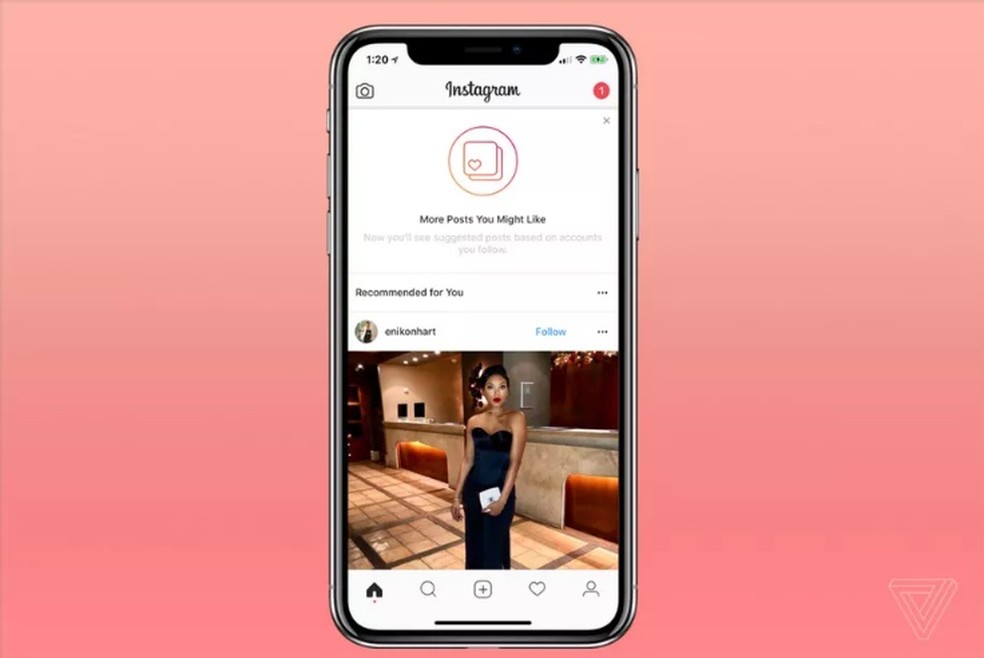 1:20
Instagram
1
More Posts You Might Like
Now you'll see suggested posts based on accounts
you follow.
Recommended for You
enikonhart
Follow